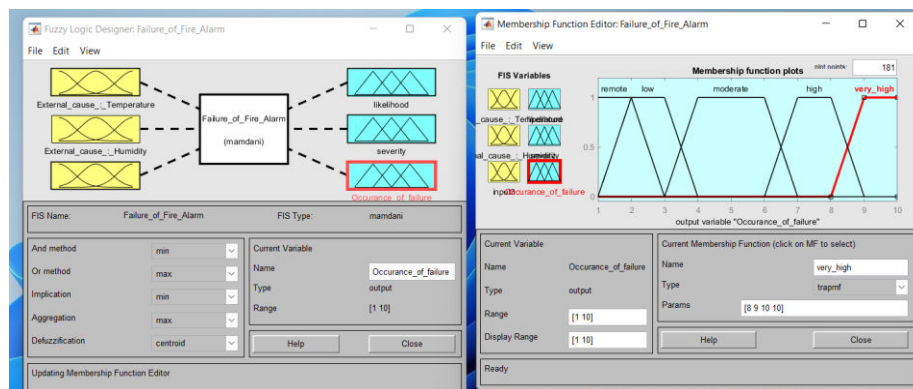 Fuzzy Logic Designer: Failure_of_Fire_Alarm
File Edit View
External_cause_:_Temperature
External_cause_:_Humidity
Failure_of_Fire_Alarm
(mamdani)
likelihood
severity
Occurance_of_failure
FIS Name: Failure_of_Fire_Alarm FIS Type: mamdani
And method min
Or method max
Implication min
Aggregation max
Defuzzification centroid
Current Variable
Name Occurance_of_failure
Type output
Range [1 10]
Help Close
Updating Membership Function Editor
Membership Function Editor: Failure_of_Fire_Alarm
File Edit View
FIS Variables
Membership function plots plot points: 181
remote low moderate high very_high
1
0.5
0
1 2 3 4 5 6 7 8 9 10
output variable "Occurance_of_failure"
Occurance_of_failure
Current Variable
Name Occurance_of_failure
Type output
Range [1 10]
Display Range [1 10]
Current Membership Function (click on MF to select)
Name very_high
Type trapmf
Params [8 9 10 10]
Help Close
Ready